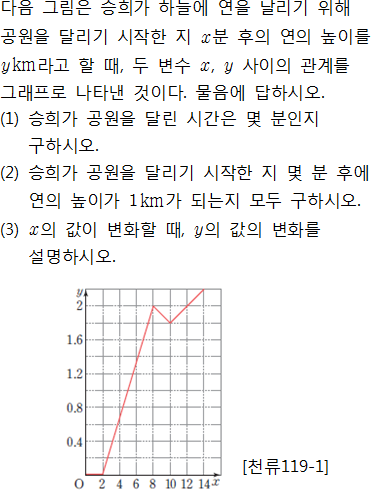 다음 그림은 승희가 하늘에 연을 날리기 위해
공원을 달리기 시작한 지 x분 후의 연의 높이를
ykm라고 할 때, 두 변수 x, y 사이의 관계를
그래프로 나타낸 것이다. 물음에 답하시오.
(1) 승희가 공원을 달린 시간은 몇 분인지
구하시오.
(2) 승희가 공원을 달리기 시작한 지 몇 분 후에
연의 높이가 1km가 되는지 모두 구하시오.
(3) x의 값이 변화할 때, y의 값의 변화를
설명하시오.
y
2
1.6
1.2
0.8
0.4
O 2 4 6 8 10 12 14 x
[천류119-1]